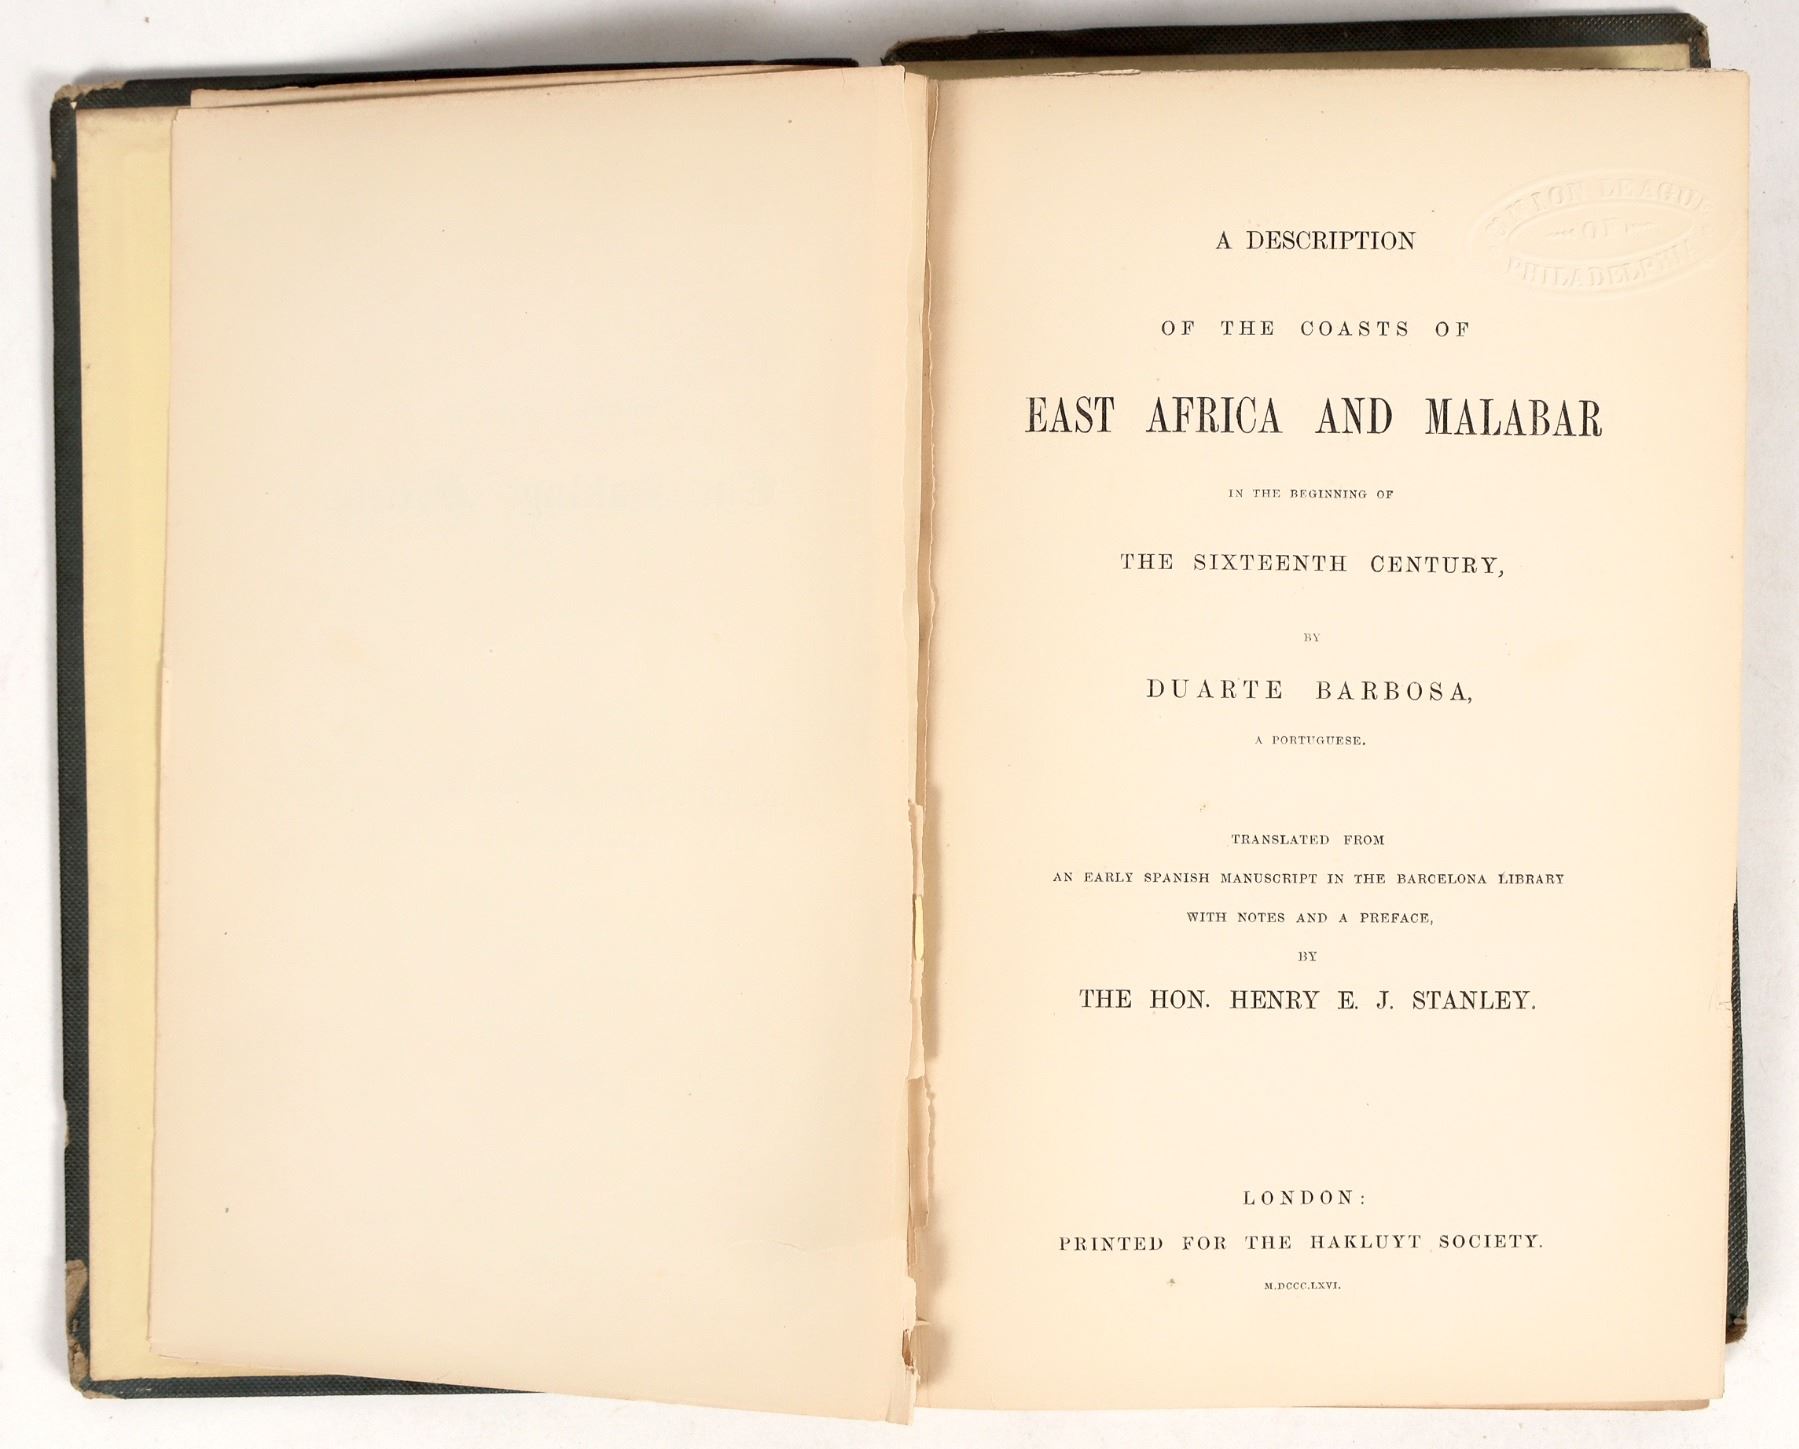 UNION LEAGUE
OF
PHILADELPHIA
A DESCRIPTION
OF THE COASTS OF
EAST AFRICA AND MALABAR
IN THE BEGINNING OF
THE SIXTEENTH CENTURY,
BY
DUARTE BARBOSA,
A PORTUGUESE.
TRANSLATED FROM
AN EARLY SPANISH MANUSCRIPT IN THE BARCELONA LIBRARY
WITH NOTES AND A PREFACE,
BY
THE HON. HENRY E. J. STANLEY.
LONDON:
PRINTED FOR THE HAKLUYT SOCIETY.
M.DCCC.LXVI.